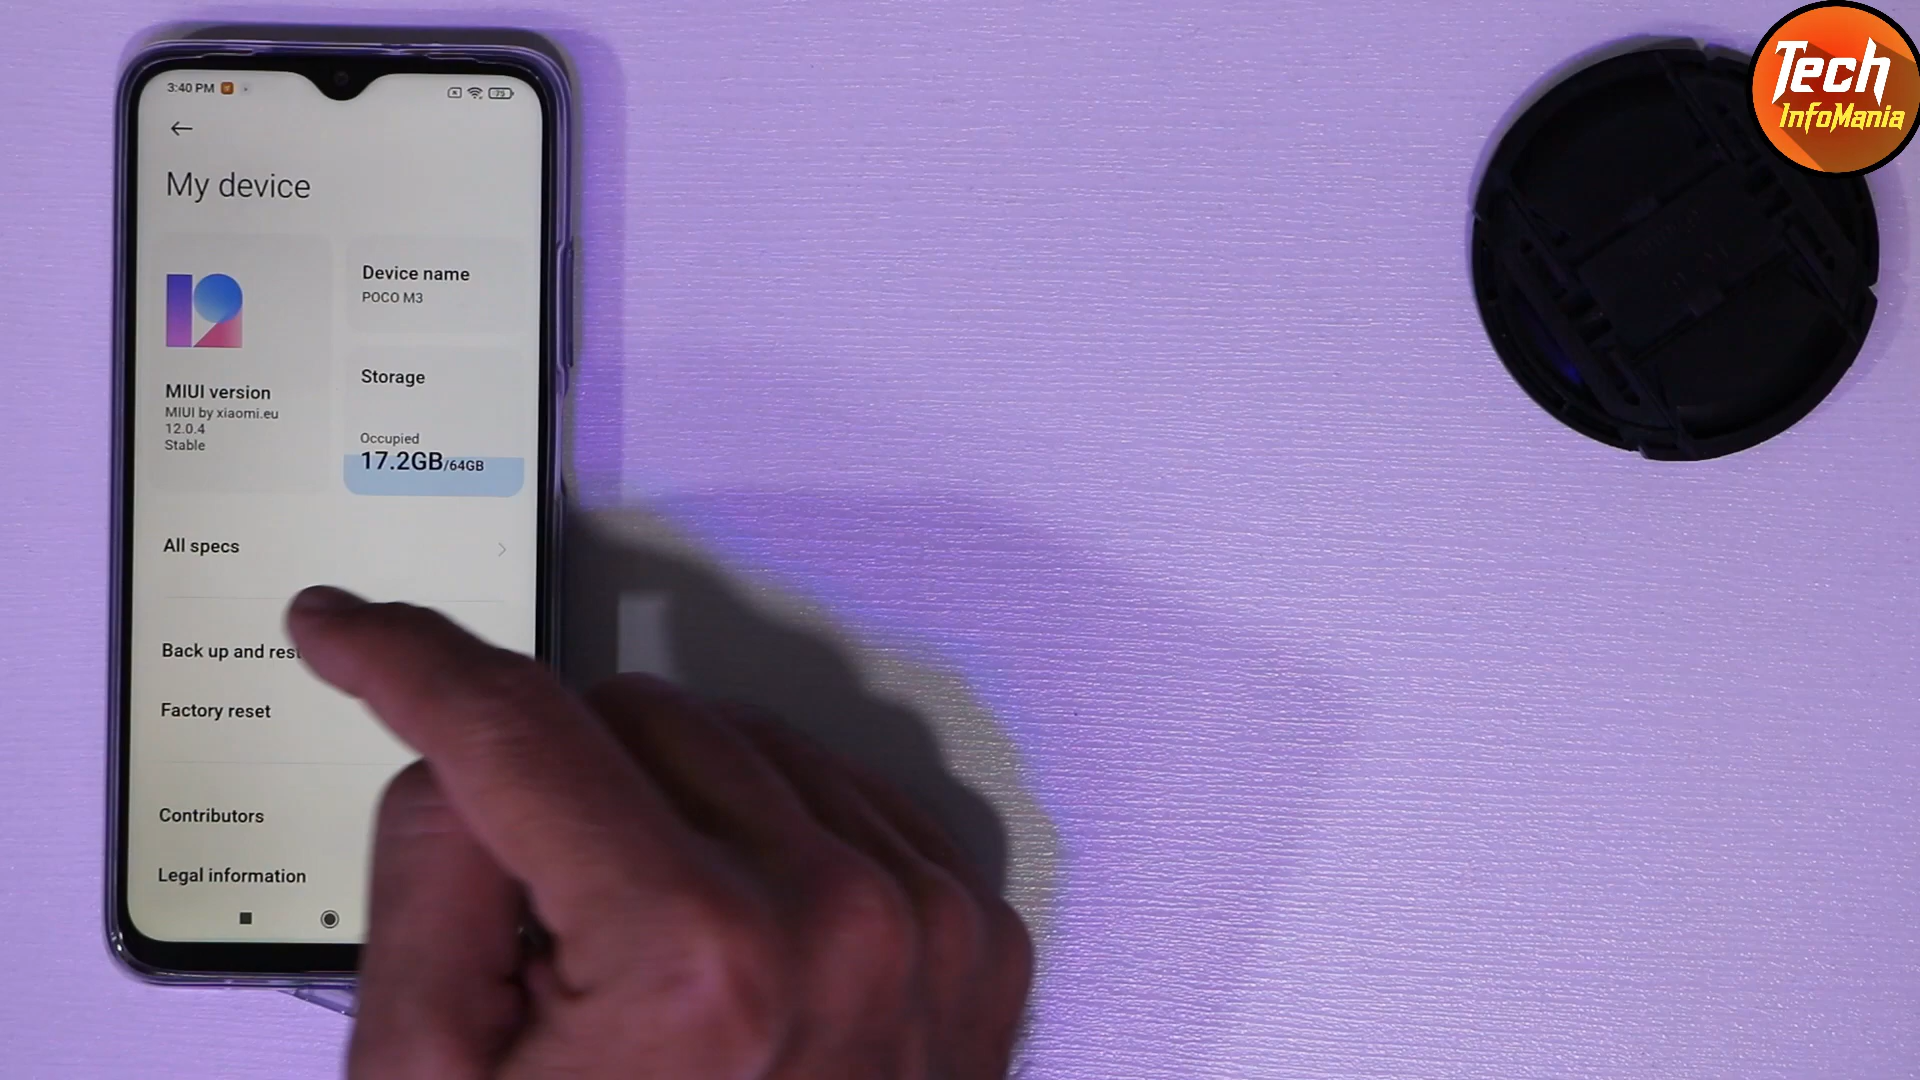 3:40 PM
79
My device
MIUI version
MIUI by xiaomi.eu
12.0.4
Stable
Device name
POCO M3
Storage
Occupied
17.2GB/64GB
All specs
Back up and rest
Factory reset
Contributors
Legal information
Tech
InfoMania